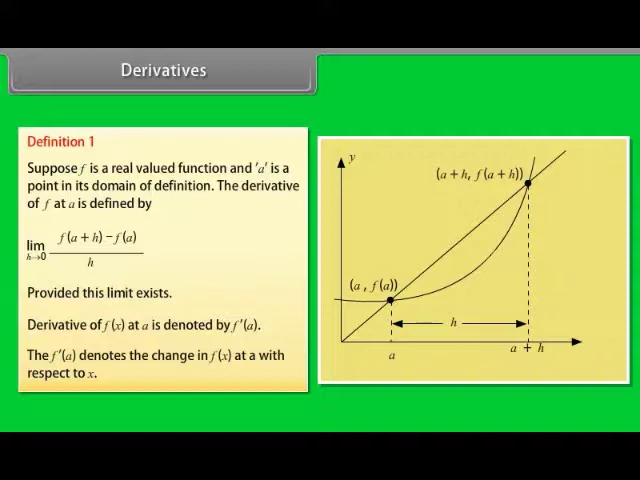 Derivatives
Definition 1
Suppose f is a real valued function and 'a' is a
point in its domain of definition. The derivative
of f at a is defined by
lim h→0 f(a + h) − f(a) / h
Provided this limit exists.
Derivative of f(x) at a is denoted by f'(a).
The f'(a) denotes the change in f(x) at a with
respect to x.
y
(a+h, f(a+h))
(a, f(a))
h
a
a + h